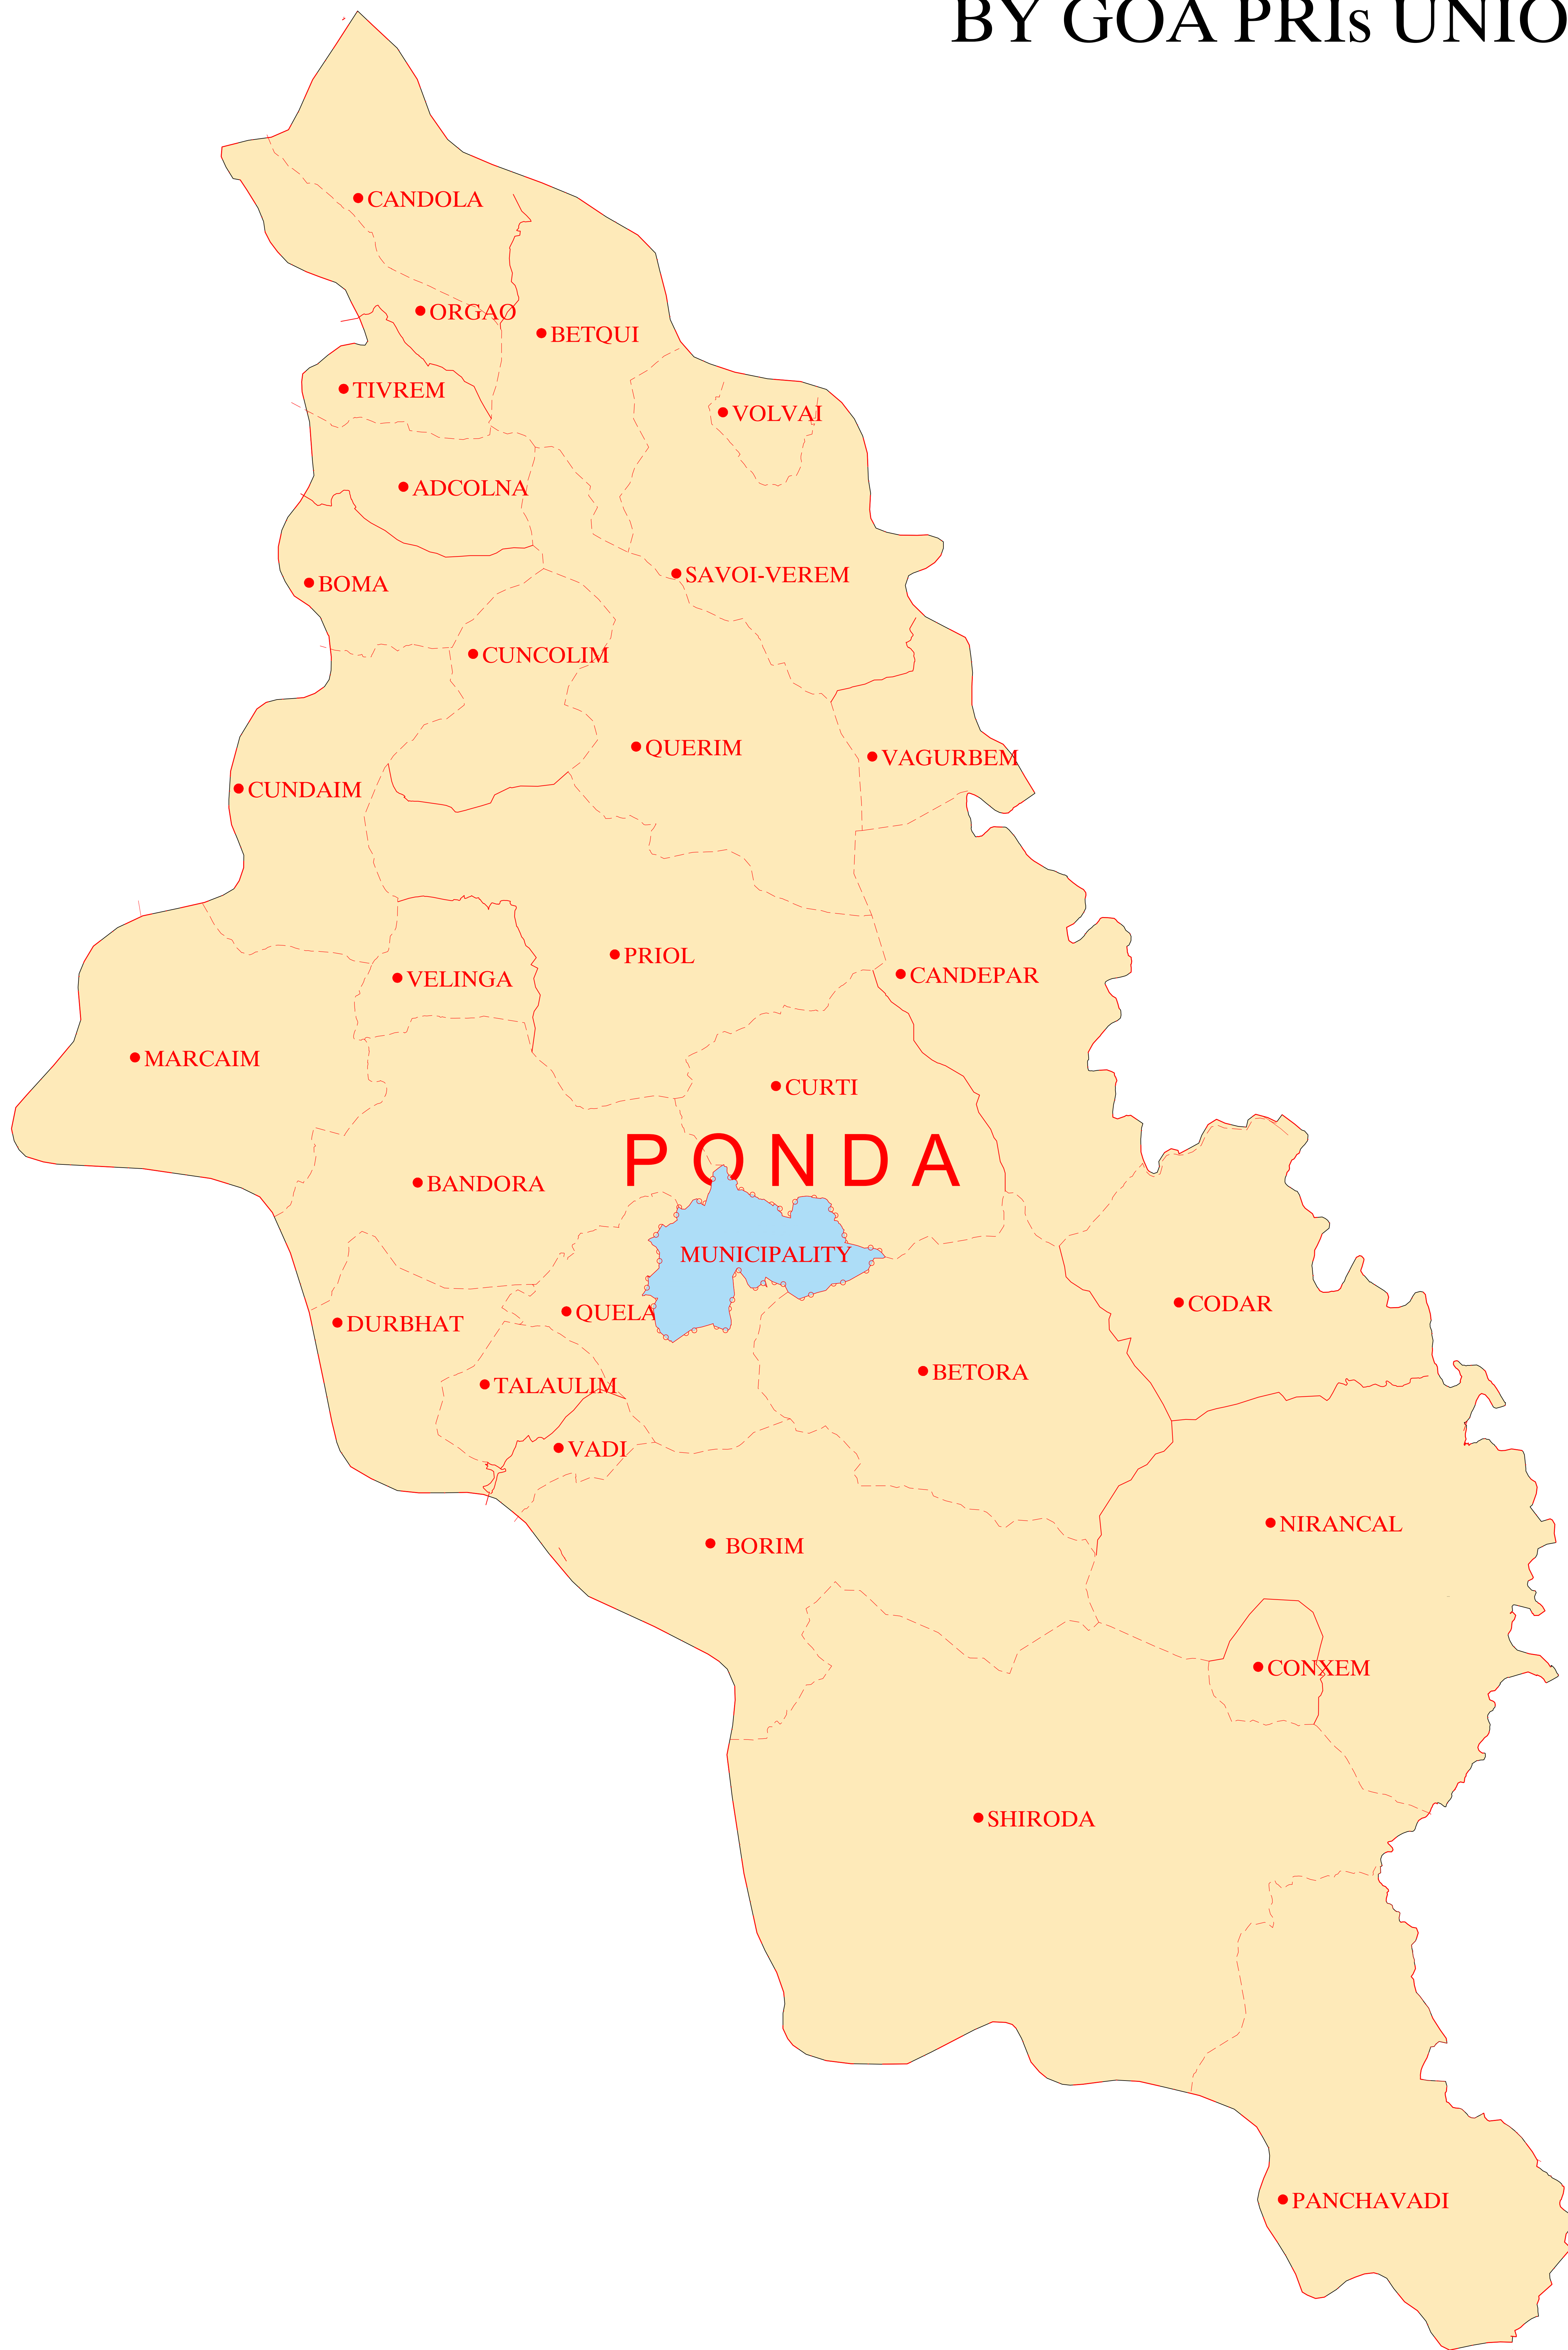 BY GOA PRIs UNIO
CANDOLA
ORGAO
BETQUI
TIVREM
VOLVAI
ADCOLNA
SAVOI-VEREM
BOMA
CUNCOLIM
QUERIM
VAGURBEM
CUNDAIM
PRIOL
CANDEPAR
VELINGA
MARCAIM
CURTI
PONDA
BANDORA
MUNICIPALITY
CODAR
QUELA
DURBHAT
BETORA
TALAULIM
VADI
NIRANCAL
BORIM
CONXEM
SHIRODA
PANCHAVADI